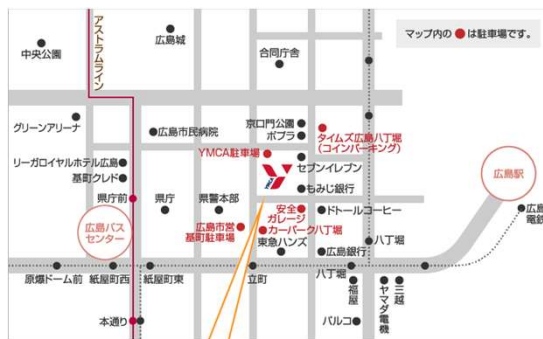 マップ内の●は駐車場です。
アストラムライン
広島城
中央公園
合同庁舎
グリーンアリーナ
広島市民病院
京口門公園
ポプラ
タイムズ広島八丁堀
（コインパーキング）
YMCA駐車場
セブンイレブン
リーガロイヤルホテル広島
基町クレド
もみじ銀行
広島駅
県庁前
県庁
県警本部
安全
ガレージ
ドトールコーヒー
広島
電鉄
広島バス
センター
広島市営
基町駐車場
カーパーク八丁堀
東急ハンズ
広島銀行
八丁堀
原爆ドーム前
紙屋町西
紙屋町東
立町
八丁堀
福屋
ヤマダ電機
三越
本通り
パルコ